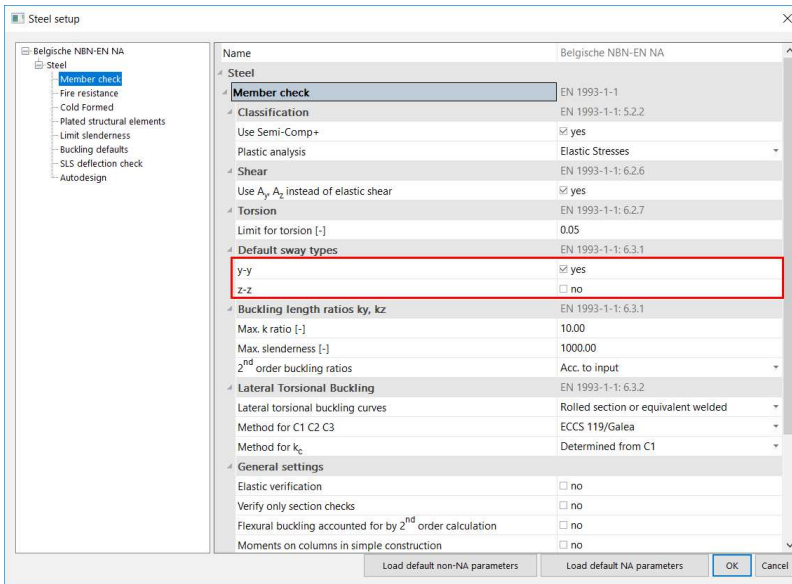 Steel setup
Belgische NBN-EN NA
Steel
Member check
Fire resistance
Cold Formed
Plated structural elements
Limit slenderness
Buckling defaults
SLS deflection check
Autodesign
Name Belgische NBN-EN NA
Steel
Member check EN 1993-1-1
Classification EN 1993-1-1: 5.2.2
Use Semi-Comp+ yes
Plastic analysis Elastic Stresses
Shear EN 1993-1-1: 6.2.6
Use Ay, Az instead of elastic shear yes
Torsion EN 1993-1-1: 6.2.7
Limit for torsion [-] 0.05
Default sway types EN 1993-1-1: 6.3.1
y-y yes
z-z no
Buckling length ratios ky, kz EN 1993-1-1: 6.3.1
Max. k ratio [-] 10.00
Max. slenderness [-] 1000.00
2nd order buckling ratios Acc. to input
Lateral Torsional Buckling EN 1993-1-1: 6.3.2
Lateral torsional buckling curves Rolled section or equivalent welded
Method for C1 C2 C3 ECCS 119/Galea
Method for kc Determined from C1
General settings
Elastic verification no
Verify only section checks no
Flexural buckling accounted for by 2nd order calculation no
Moments on columns in simple construction no
Load default non-NA parameters Load default NA parameters OK Cancel